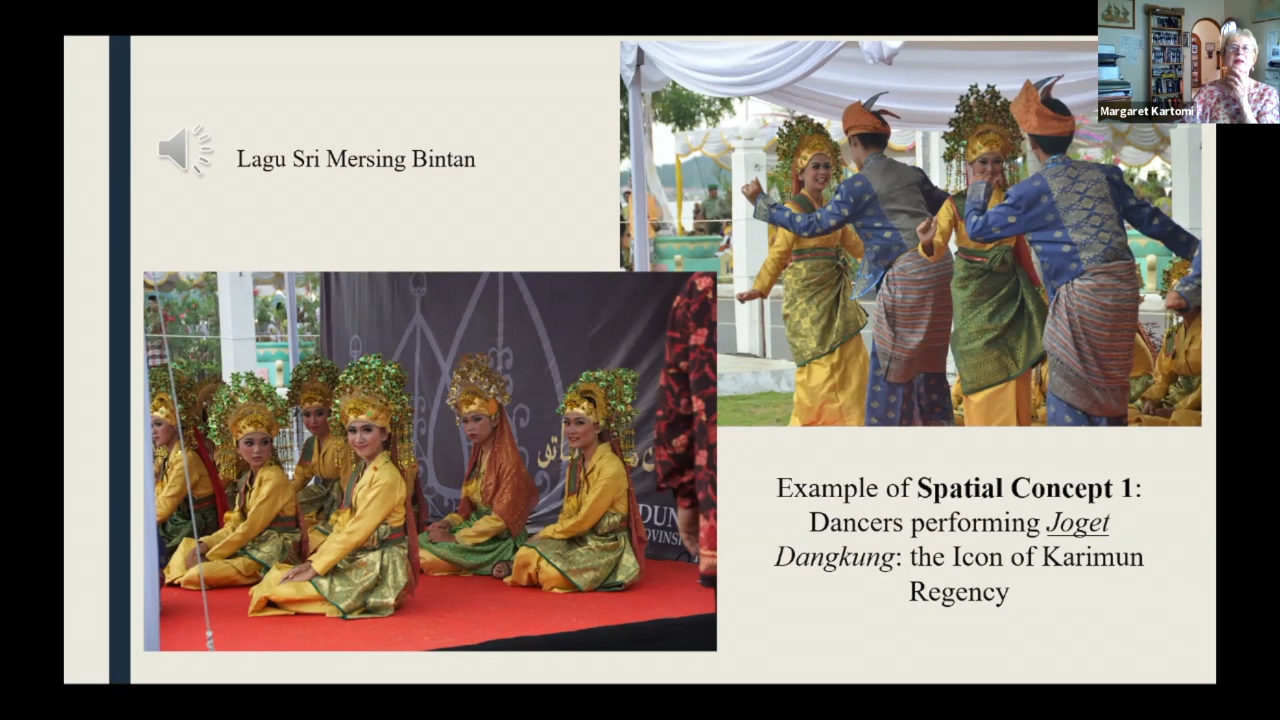 Margaret Kartomi
Lagu Sri Mersing Bintan
Example of Spatial Concept 1:
Dancers performing Joget
Dangkung: the Icon of Karimun
Regency